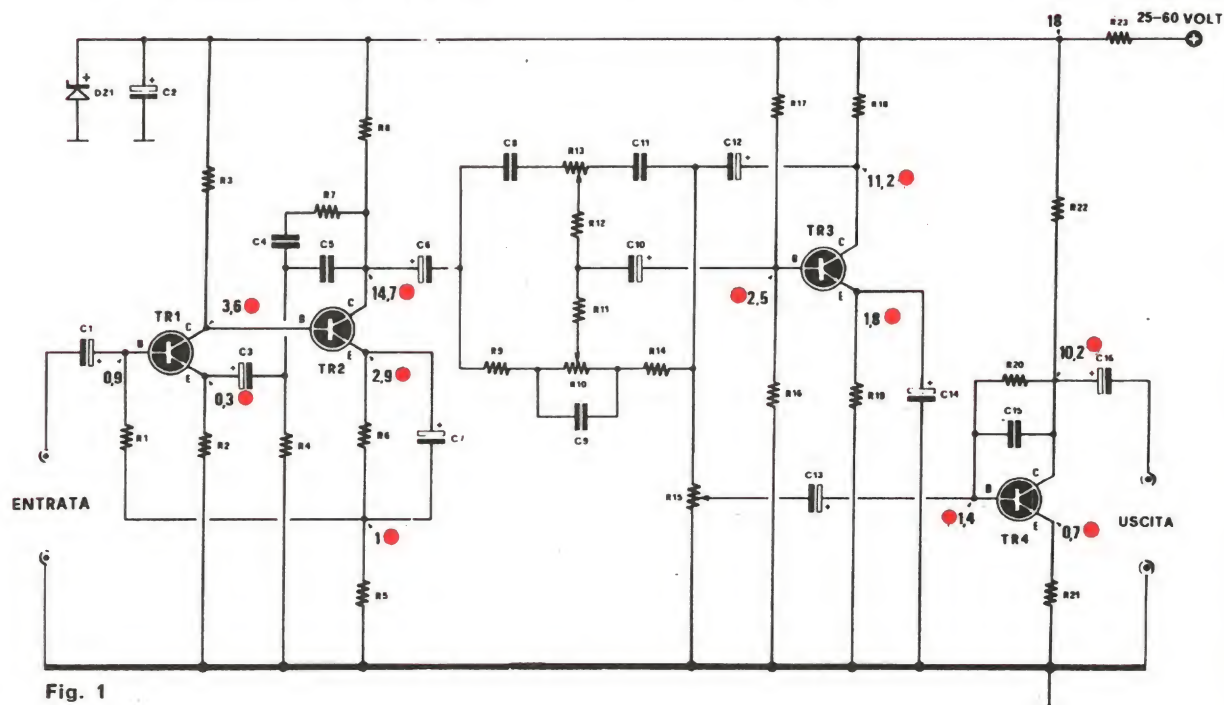 18
R23
25-60 VOLT
DZ1
C2
R3
R8
R17
R18
R7
C4
C5
C6
C8
R13
C11
C12
11,2
R12
C10
R22
TR3
B
C
E
2,5
1,8
3,6
14,7
TR1
C1
B
C
E
0,9
C3
0,3
B
C
E
TR2
2,9
R11
R9
R10
R14
C9
10,2
C16
R20
C15
R1
R2
R4
R6
C7
R16
R19
C14
ENTRATA
R15
C13
1,4
B
C
E
TR4
0,7
USCITA
1
R5
R21
Fig. 1